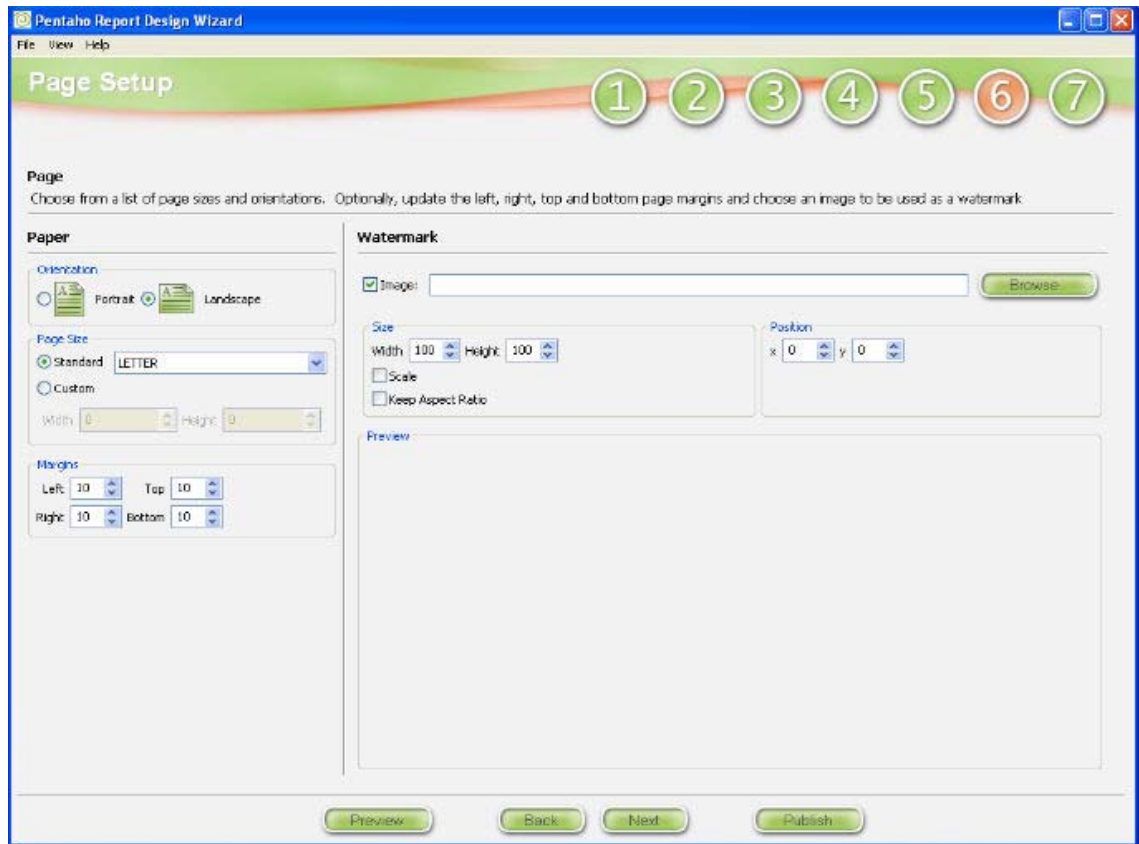 Pentaho Report Design Wizard
File View Help
Page Setup
1 2 3 4 5 6 7
Page
Choose from a list of page sizes and orientations. Optionally, update the left, right, top and bottom page margins and choose an image to be used as a watermark
Paper
Orientation
Portrait Landscape
Page Size
Standard LETTER
Custom
Width 0 Height 0
Margins
Left 10 Top 10
Right 10 Bottom 10
Watermark
Image: Browse...
Size
Width 100 Height 100
Scale
Keep Aspect Ratio
Position
x 0 y 0
Preview
Preview Back Next Publish